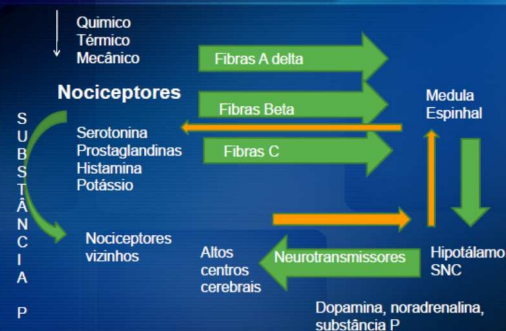 Quimico
Térmico
Mecânico
Fibras A delta
Nociceptores
Fibras Beta
Medula
Espinhal
SUBSTÂNCIA P
Serotonina
Prostaglandinas
Histamina
Potássio
Fibras C
Nociceptores
vizinhos
Altos
centros
cerebrais
Neurotransmissores
Hipotálamo
SNC
Dopamina, noradrenalina,
substância P